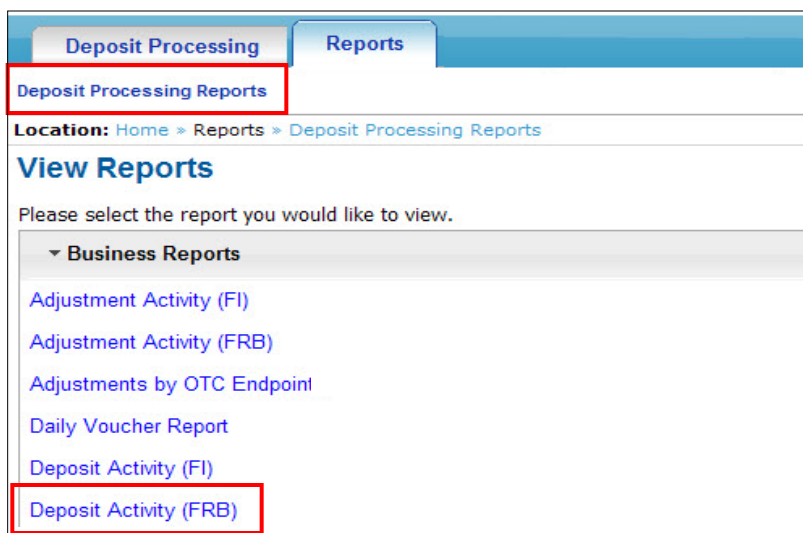 Deposit Processing Reports
Deposit Processing Reports
Location: Home » Reports » Deposit Processing Reports
View Reports
Please select the report you would like to view.
Business Reports
Adjustment Activity (FI)
Adjustment Activity (FRB)
Adjustments by OTC Endpoint
Daily Voucher Report
Deposit Activity (FI)
Deposit Activity (FRB)